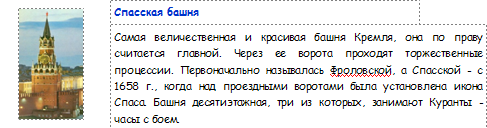 Спасская башня
Самая величественная и красивая башня Кремля, она по праву
считается главной. Через ее ворота проходят торжественные
процессии. Первоначально называлась Фроловской, а Спасской - с
1658 г., когда над проездными воротами была установлена икона
Спаса. Башня десятиэтажная, три из которых, занимают Куранты -
часы с боем.